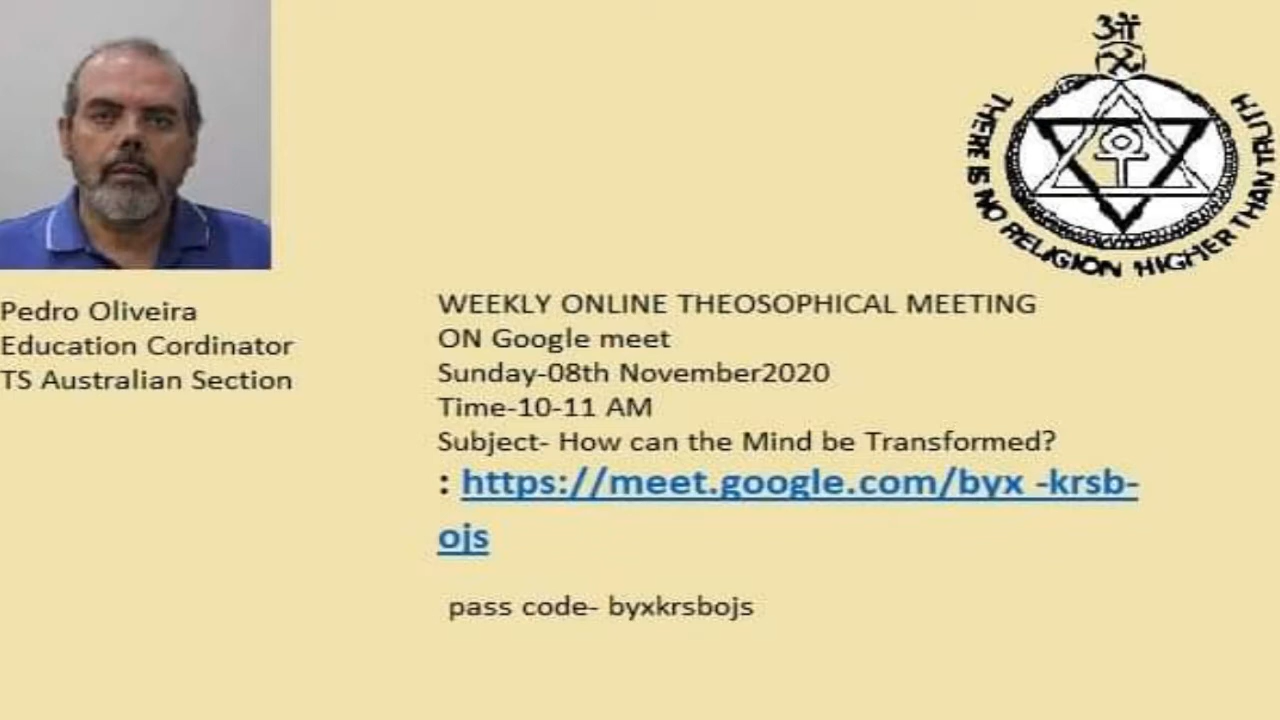 ओं
THERE IS NO RELIGION HIGHER THAN TRUTH
Pedro Oliveira
Education Cordinator
TS Australian Section
WEEKLY ONLINE THEOSOPHICAL MEETING
ON Google meet
Sunday-08th November2020
Time-10-11 AM
Subject- How can the Mind be Transformed?
: https://meet.google.com/byx -krsb-
ojs
pass code- byxkrsbojs